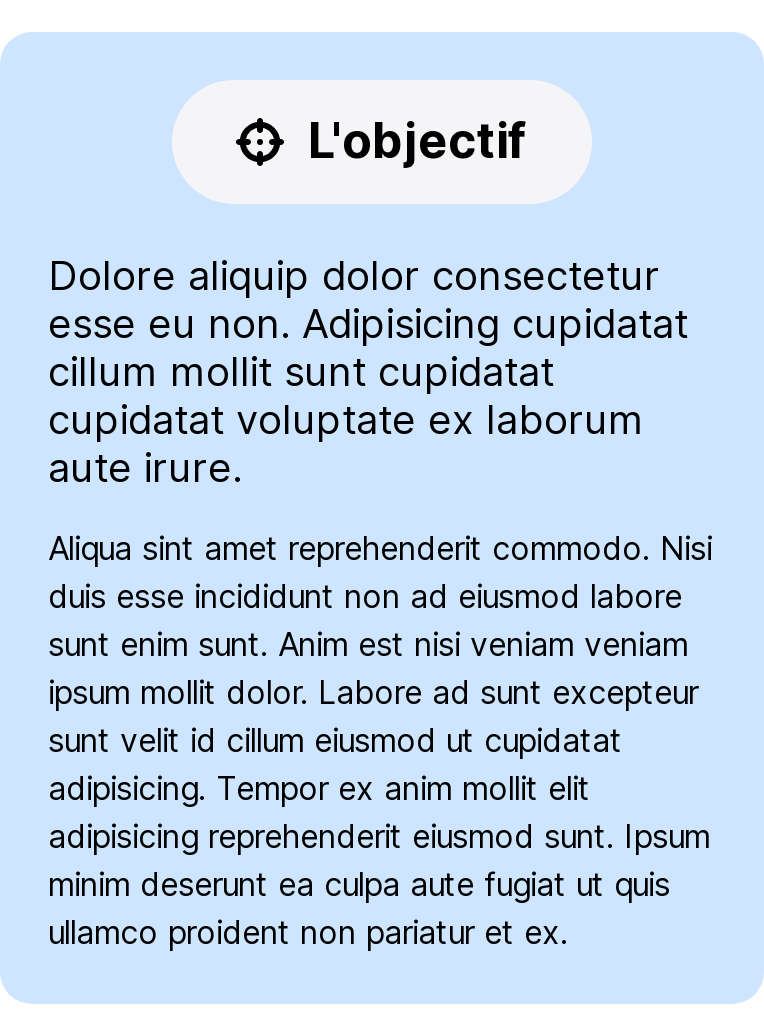 L'objectif
Dolore aliquip dolor consectetur
esse eu non. Adipisicing cupidatat
cillum mollit sunt cupidatat
cupidatat voluptate ex laborum
aute irure.
Aliqua sint amet reprehenderit commodo. Nisi
duis esse incididunt non ad eiusmod labore
sunt enim sunt. Anim est nisi veniam veniam
ipsum mollit dolor. Labore ad sunt excepteur
sunt velit id cillum eiusmod ut cupidatat
adipisicing. Tempor ex anim mollit elit
adipisicing reprehenderit eiusmod sunt. Ipsum
minim deserunt ea culpa aute fugiat ut quis
ullamco proident non pariatur et ex.